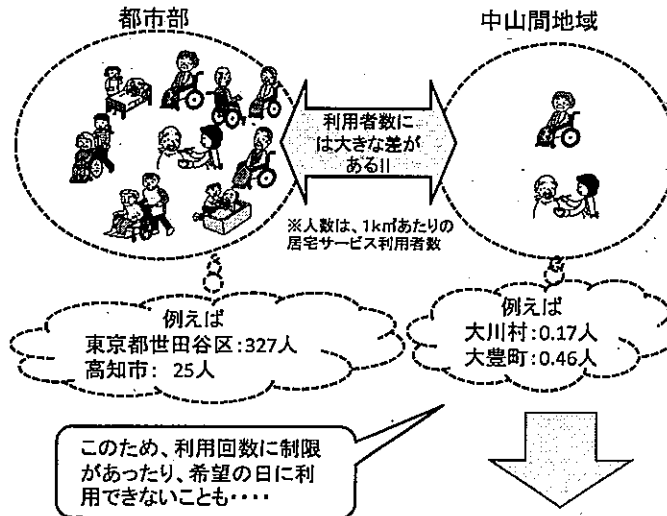 都市部
中山間地域
利用者数に
は大きな差が
ある!!
※人数は、1k㎡あたりの
居宅サービス利用者数
例えば
東京都世田谷区:327人
高知市: 25人
例えば
大川村:0.17人
大豊町:0.46人
このため、利用回数に制限
があったり、希望の日に利
用できないことも・・・・